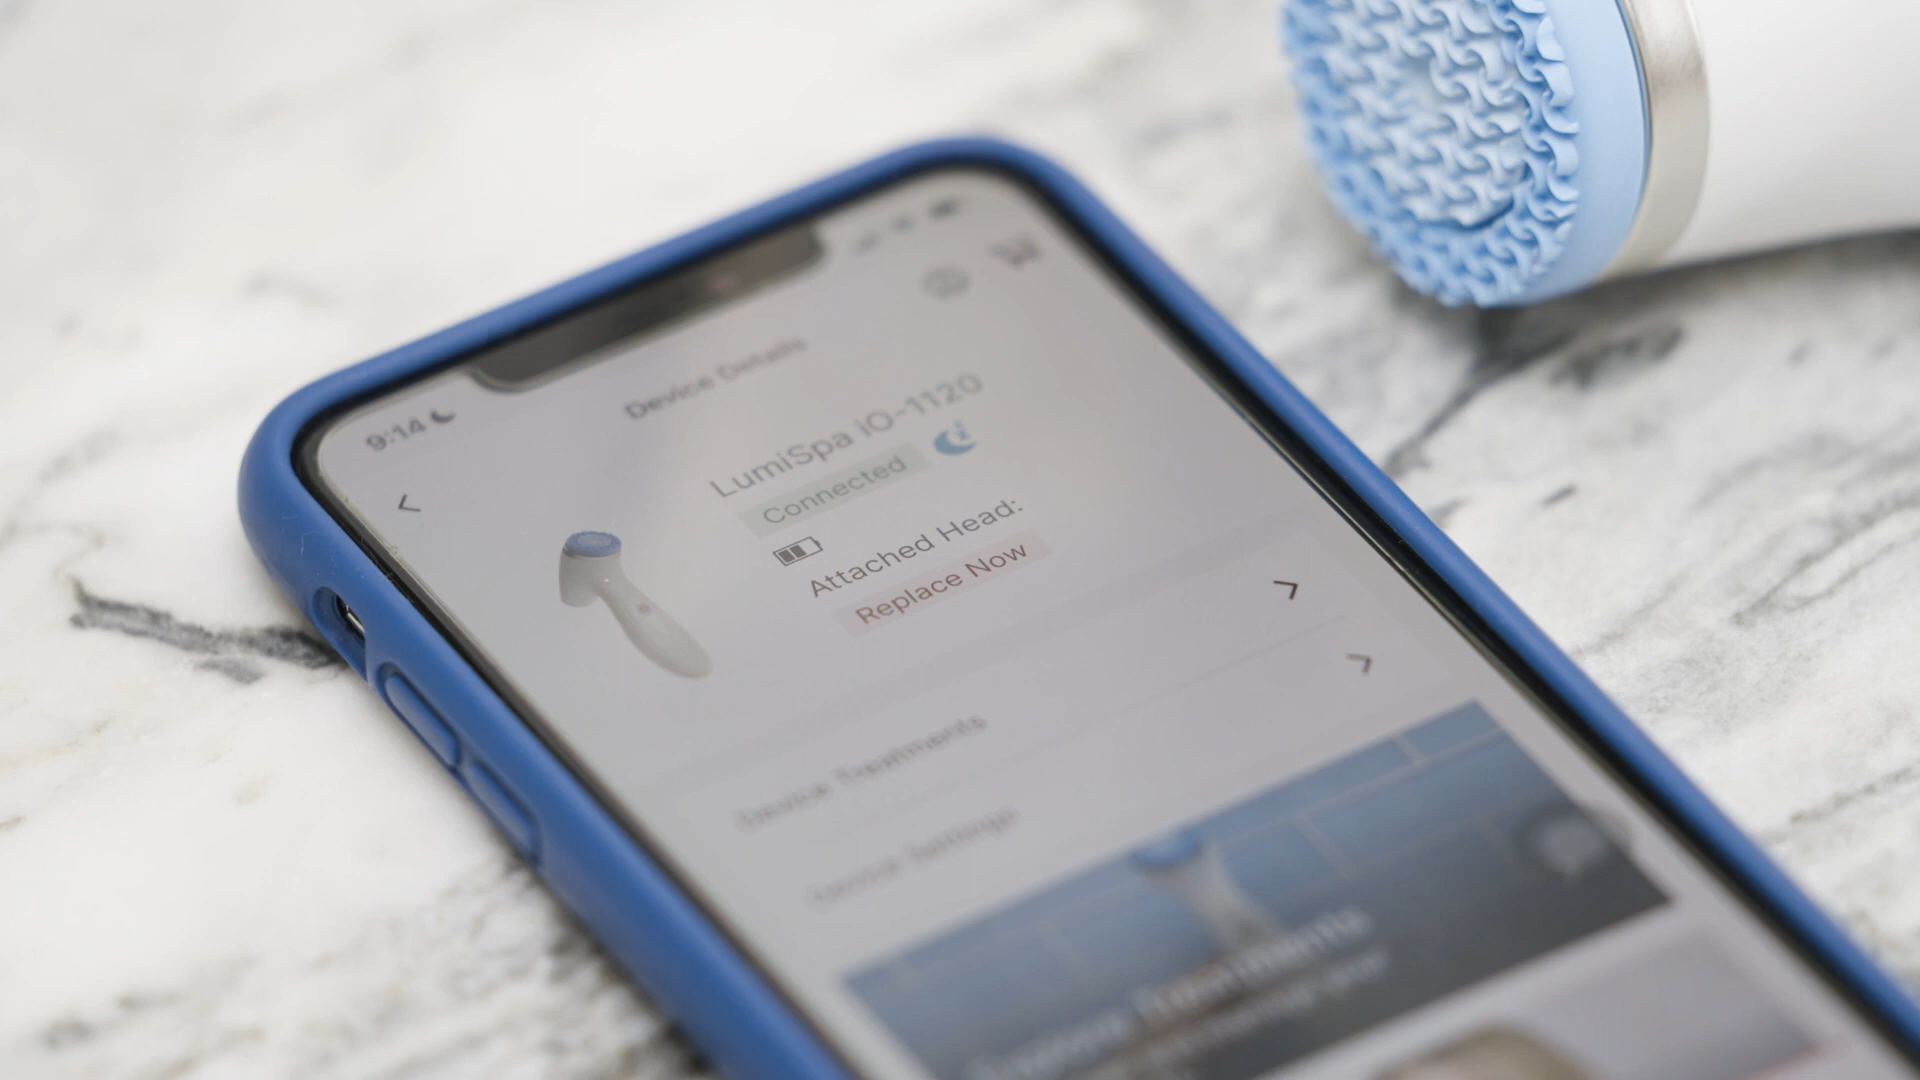 9:14
Device Details
LumiSpa iO-1120
Connected
Attached Head:
Replace Now
Device Treatments
Device Settings